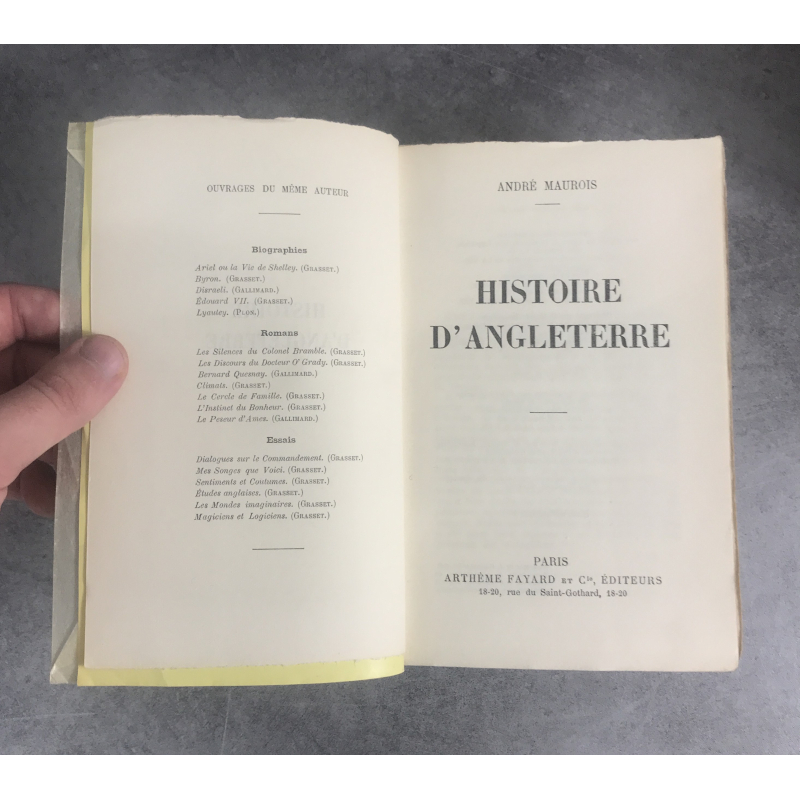 OUVRAGES DU MÊME AUTEUR
Biographies
Ariel ou la Vie de Shelley. (GRASSET.)
Byron. (GRASSET.)
Disraeli. (GALLIMARD.)
Édouard VII. (GRASSET.)
Lyautey. (PLON.)
Romans
Les Silences du Colonel Bramble. (GRASSET.)
Les Discours du Docteur O'Grady. (GRASSET.)
Bernard Quesnay. (GALLIMARD.)
Climats. (GRASSET.)
Le Cercle de Famille. (GRASSET.)
L'Instinct du Bonheur. (GRASSET.)
Le Peseur d'Ames. (GALLIMARD.)
Essais
Dialogues sur le Commandement. (GRASSET.)
Mes Songes que Voici. (GRASSET.)
Sentiments et Coutumes. (GRASSET.)
Études anglaises. (GRASSET.)
Les Mondes imaginaires. (GRASSET.)
Magiciens et Logiciens. (GRASSET.)
ANDRÉ MAUROIS
HISTOIRE
D'ANGLETERRE
PARIS
ARTHÈME FAYARD ET Cie, ÉDITEURS
18-20, rue du Saint-Gothard, 18-20